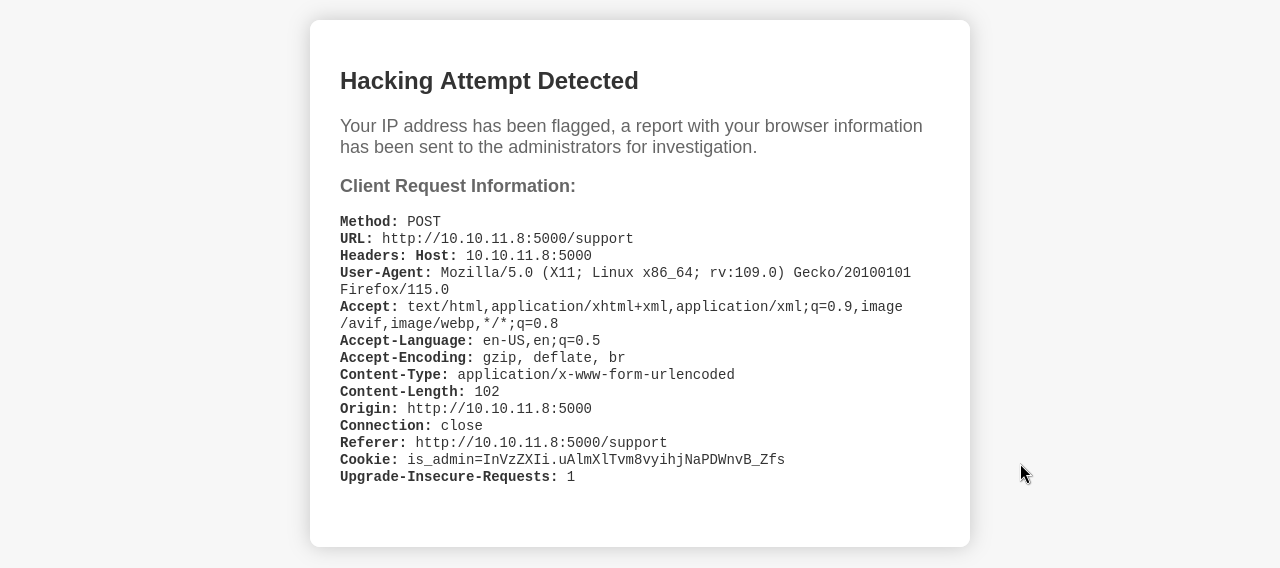 Hacking Attempt Detected
Your IP address has been flagged, a report with your browser information
has been sent to the administrators for investigation.
Client Request Information:
Method: POST
URL: http://10.10.11.8:5000/support
Headers: Host: 10.10.11.8:5000
User-Agent: Mozilla/5.0 (X11; Linux x86_64; rv:109.0) Gecko/20100101
Firefox/115.0
Accept: text/html,application/xhtml+xml,application/xml;q=0.9,image
/avif,image/webp,*/*;q=0.8
Accept-Language: en-US,en;q=0.5
Accept-Encoding: gzip, deflate, br
Content-Type: application/x-www-form-urlencoded
Content-Length: 102
Origin: http://10.10.11.8:5000
Connection: close
Referer: http://10.10.11.8:5000/support
Cookie: is_admin=InVzZXIi.uAlmXlTvm8vyihjNaPDWnvB_Zfs
Upgrade-Insecure-Requests: 1